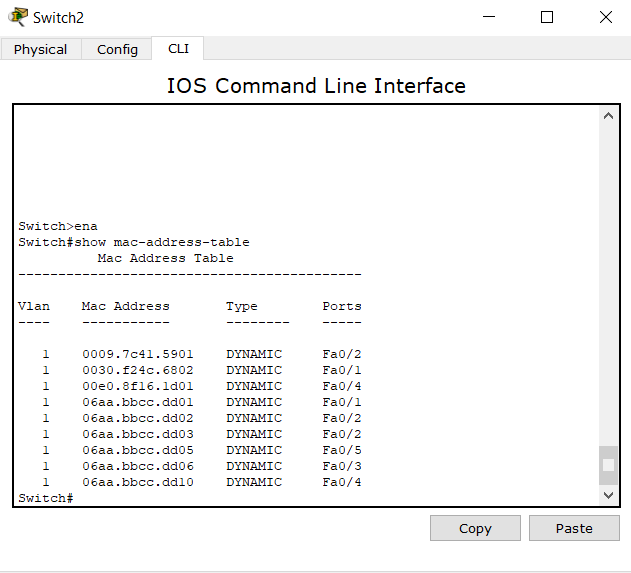 Switch2
Physical Config CLI
IOS Command Line Interface
Switch>ena
Switch#show mac-address-table
Mac Address Table
-------------------------------------------
Vlan Mac Address Type Ports
---- ----------- -------- -----
1 0009.7c41.5901 DYNAMIC Fa0/2
1 0030.f24c.6802 DYNAMIC Fa0/1
1 00e0.8f16.1d01 DYNAMIC Fa0/4
1 06aa.bbcc.dd01 DYNAMIC Fa0/1
1 06aa.bbcc.dd02 DYNAMIC Fa0/2
1 06aa.bbcc.dd03 DYNAMIC Fa0/2
1 06aa.bbcc.dd05 DYNAMIC Fa0/5
1 06aa.bbcc.dd06 DYNAMIC Fa0/3
1 06aa.bbcc.dd10 DYNAMIC Fa0/4
Switch#
Copy Paste